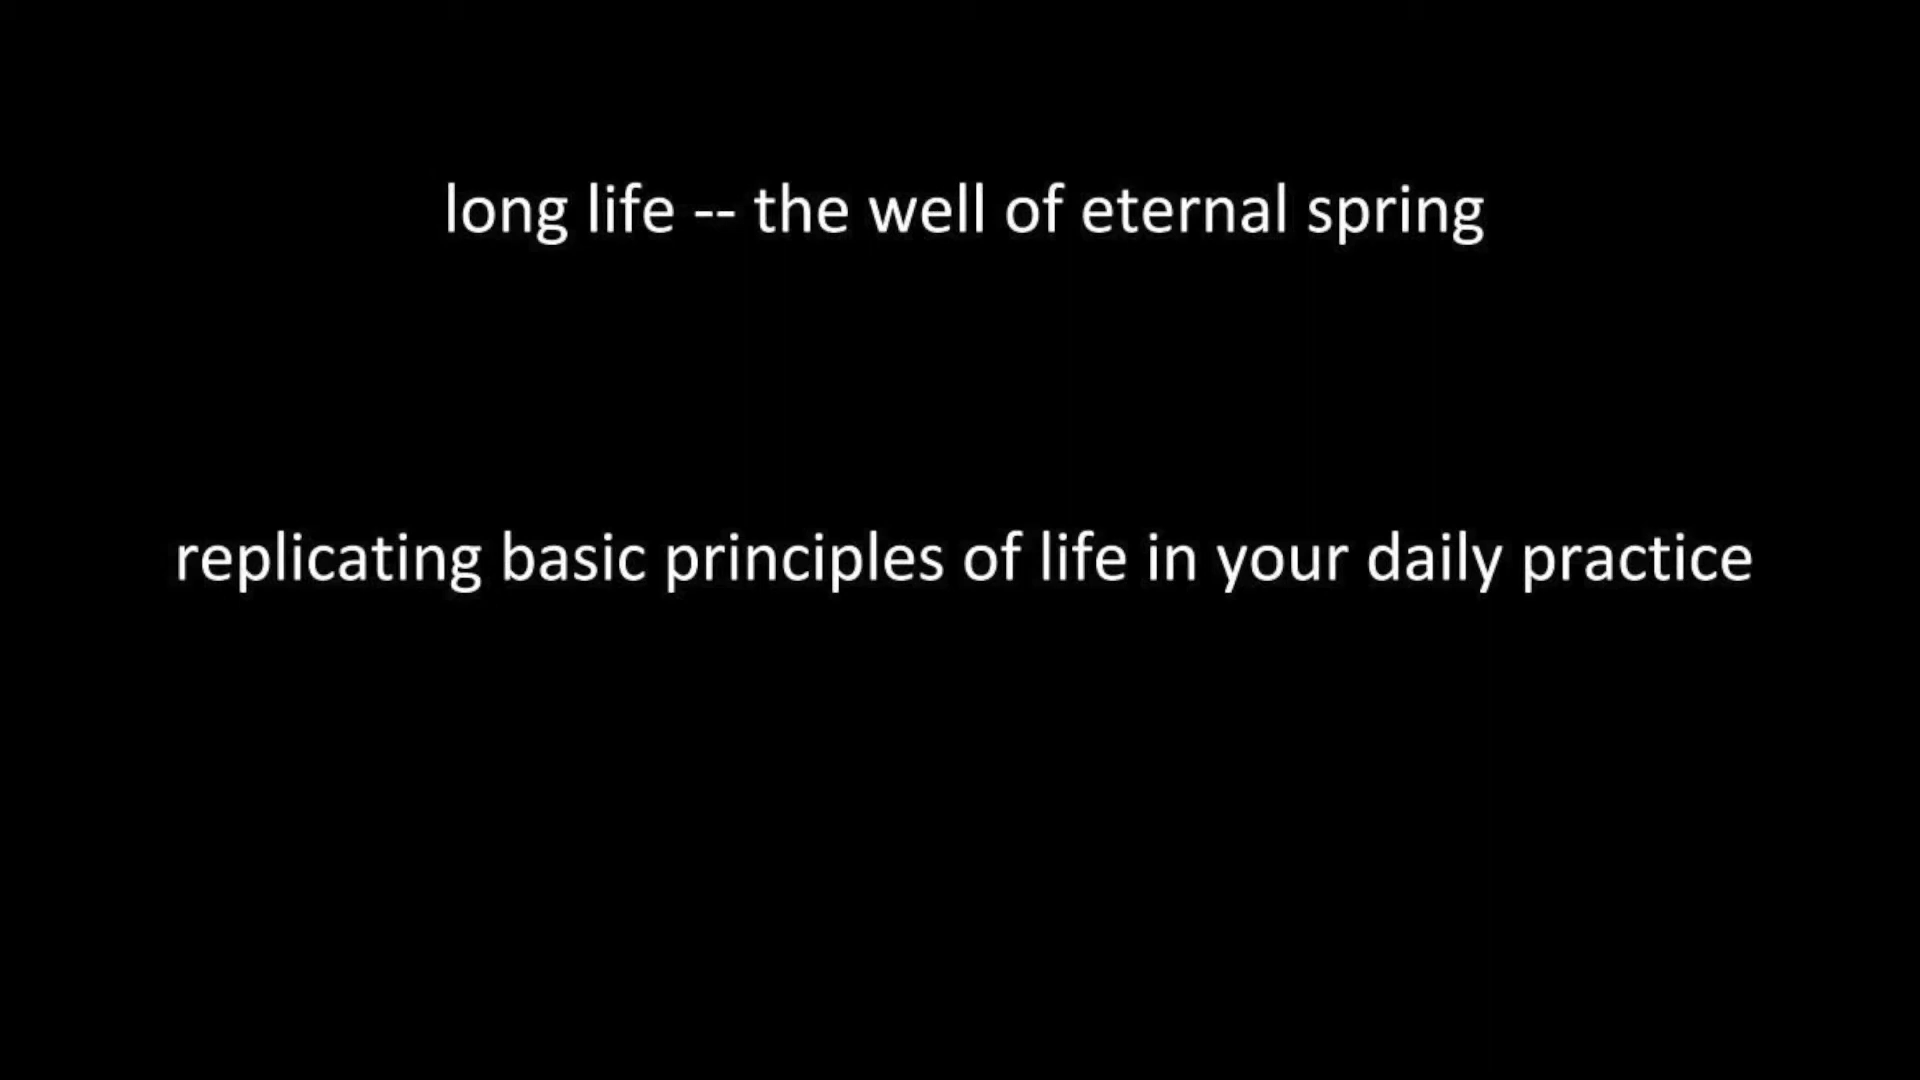 long life -- the well of eternal spring
replicating basic principles of life in your daily practice